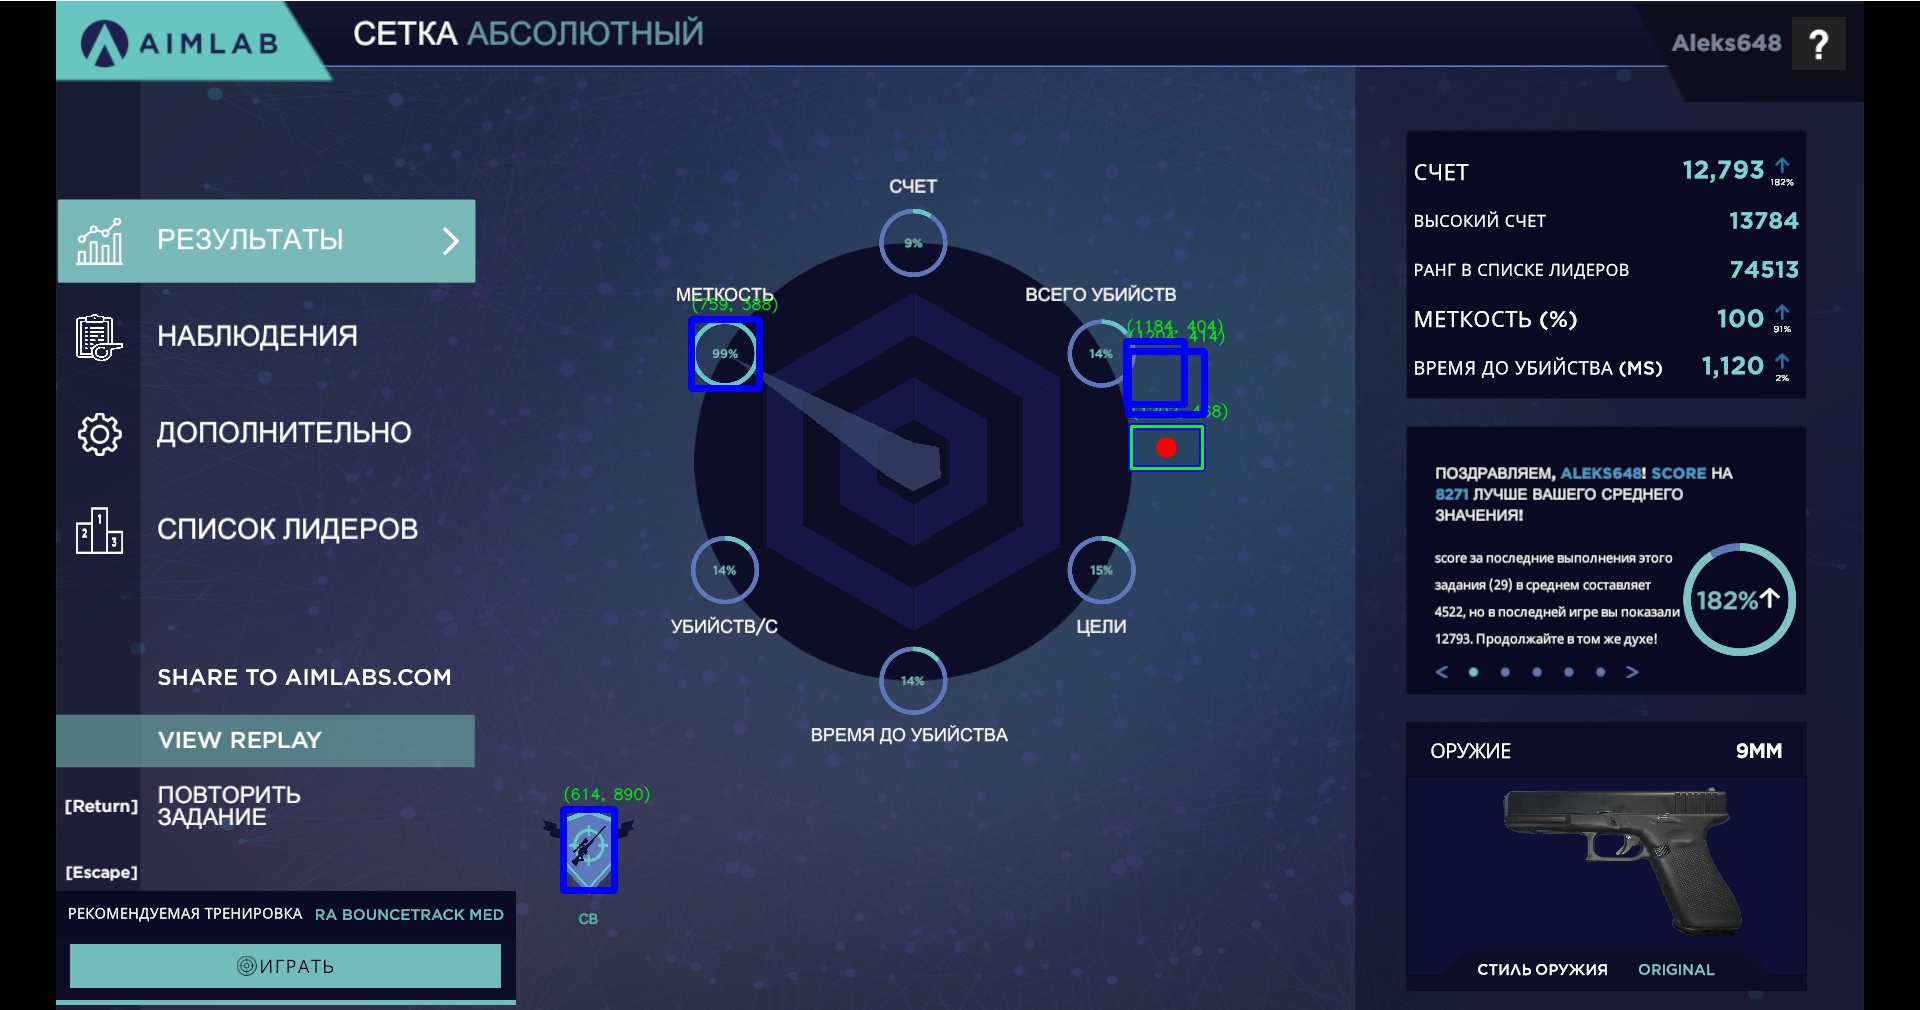 AIMLAB
СЕТКА АБСОЛЮТНЫЙ
Aleks648
?
РЕЗУЛЬТАТЫ
НАБЛЮДЕНИЯ
ДОПОЛНИТЕЛЬНО
СПИСОК ЛИДЕРОВ
SHARE TO AIMLABS.COM
VIEW REPLAY
[Return] ПОВТОРИТЬ
ЗАДАНИЕ
[Escape]
РЕКОМЕНДУЕМАЯ ТРЕНИРОВКА RA BOUNCETRACK MED
ИГРАТЬ
СЧЕТ
9%
МЕТКОСТЬ
(759, 388)
99%
ВСЕГО УБИЙСТВ
(1184, 404)
14%
14%
УБИЙСТВ/С
15%
ЦЕЛИ
14%
ВРЕМЯ ДО УБИЙСТВА
(614, 890)
СВ
СЧЕТ 12,793
182%
ВЫСОКИЙ СЧЕТ 13784
РАНГ В СПИСКЕ ЛИДЕРОВ 74513
МЕТКОСТЬ (%) 100
91%
ВРЕМЯ ДО УБИЙСТВА (MS) 1,120
2%
ПОЗДРАВЛЯЕМ, ALEKS648! SCORE НА
8271 ЛУЧШЕ ВАШЕГО СРЕДНЕГО
ЗНАЧЕНИЯ!
score за последние выполнения этого
задания (29) в среднем составляет
4522, но в последней игре вы показали
12793. Продолжайте в том же духе!
182%
ОРУЖИЕ 9MM
СТИЛЬ ОРУЖИЯ ORIGINAL